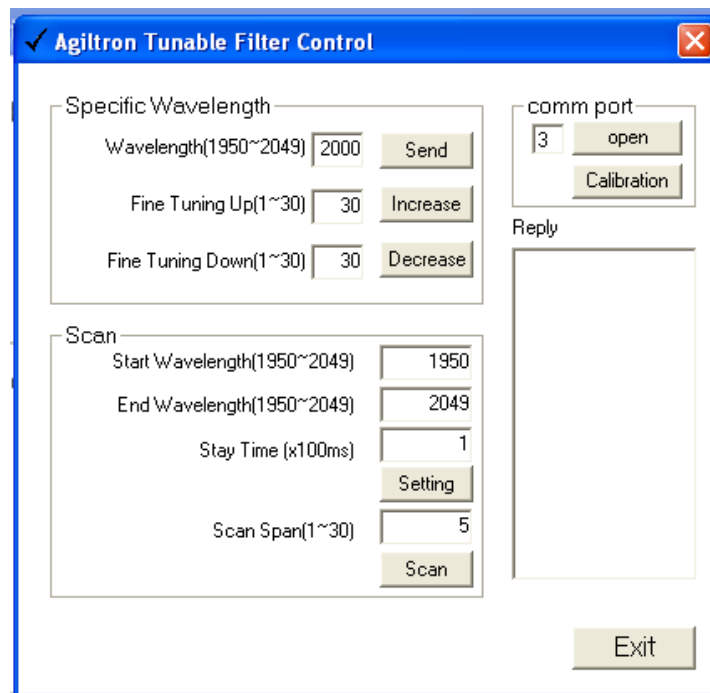 Agiltron Tunable Filter Control
Specific Wavelength
Wavelength(1950~2049) 2000 Send
Fine Tuning Up(1~30) 30 Increase
Fine Tuning Down(1~30) 30 Decrease
comm port
3 open
Calibration
Reply
Scan
Start Wavelength(1950~2049) 1950
End Wavelength(1950~2049) 2049
Stay Time (x100ms) 1
Setting
Scan Span(1~30) 5
Scan
Exit